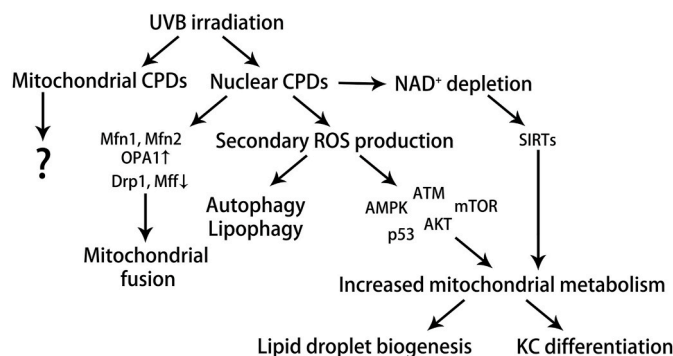 UVB irradiation
Mitochondrial CPDs
Nuclear CPDs
NAD⁺ depletion
?
Mfn1, Mfn2
OPA1↑
Drp1, Mff↓
Secondary ROS production
SIRTs
Autophagy
Lipophagy
ATM
AMPK
mTOR
AKT
p53
Mitochondrial
fusion
Increased mitochondrial metabolism
Lipid droplet biogenesis
KC differentiation